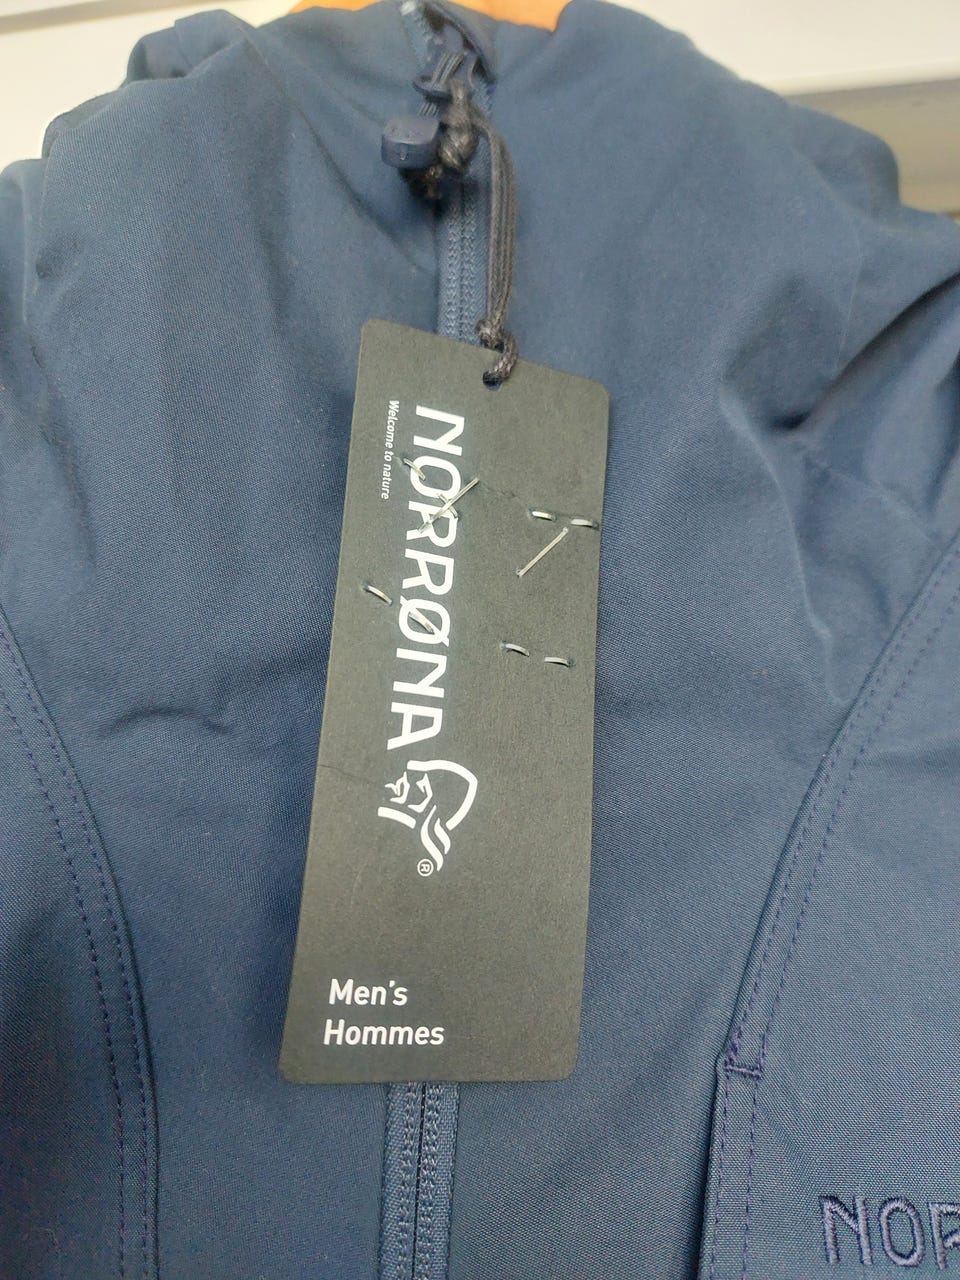 NORRØNA®
Welcome to nature
Men's
Hommes
NOR